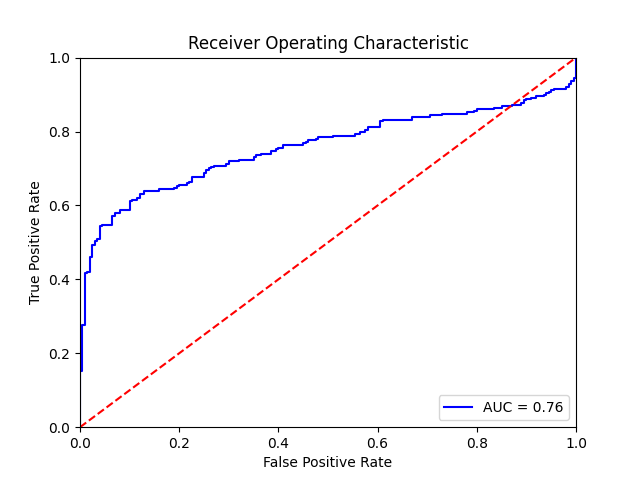 Receiver Operating Characteristic
1.0
0.8
0.6
0.4
0.2
0.0
True Positive Rate
AUC = 0.76
0.0 0.2 0.4 0.6 0.8 1.0
False Positive Rate